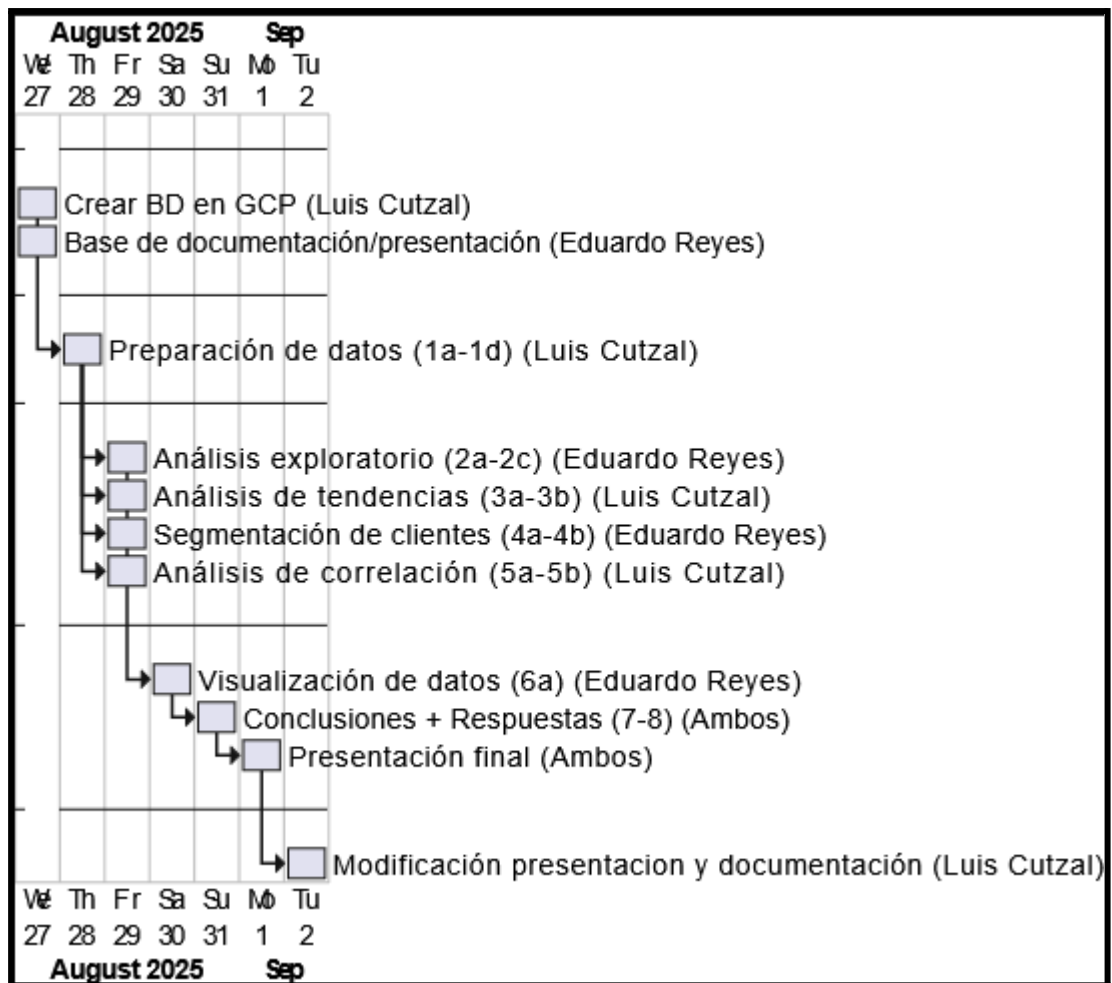 August 2025 Sep
We Th Fr Sa Su Mo Tu
27 28 29 30 31 1 2
Crear BD en GCP (Luis Cutzal)
Base de documentación/presentación (Eduardo Reyes)
Preparación de datos (1a-1d) (Luis Cutzal)
Análisis exploratorio (2a-2c) (Eduardo Reyes)
Análisis de tendencias (3a-3b) (Luis Cutzal)
Segmentación de clientes (4a-4b) (Eduardo Reyes)
Análisis de correlación (5a-5b) (Luis Cutzal)
Visualización de datos (6a) (Eduardo Reyes)
Conclusiones + Respuestas (7-8) (Ambos)
Presentación final (Ambos)
Modificación presentacion y documentación (Luis Cutzal)
We Th Fr Sa Su Mo Tu
27 28 29 30 31 1 2
August 2025 Sep